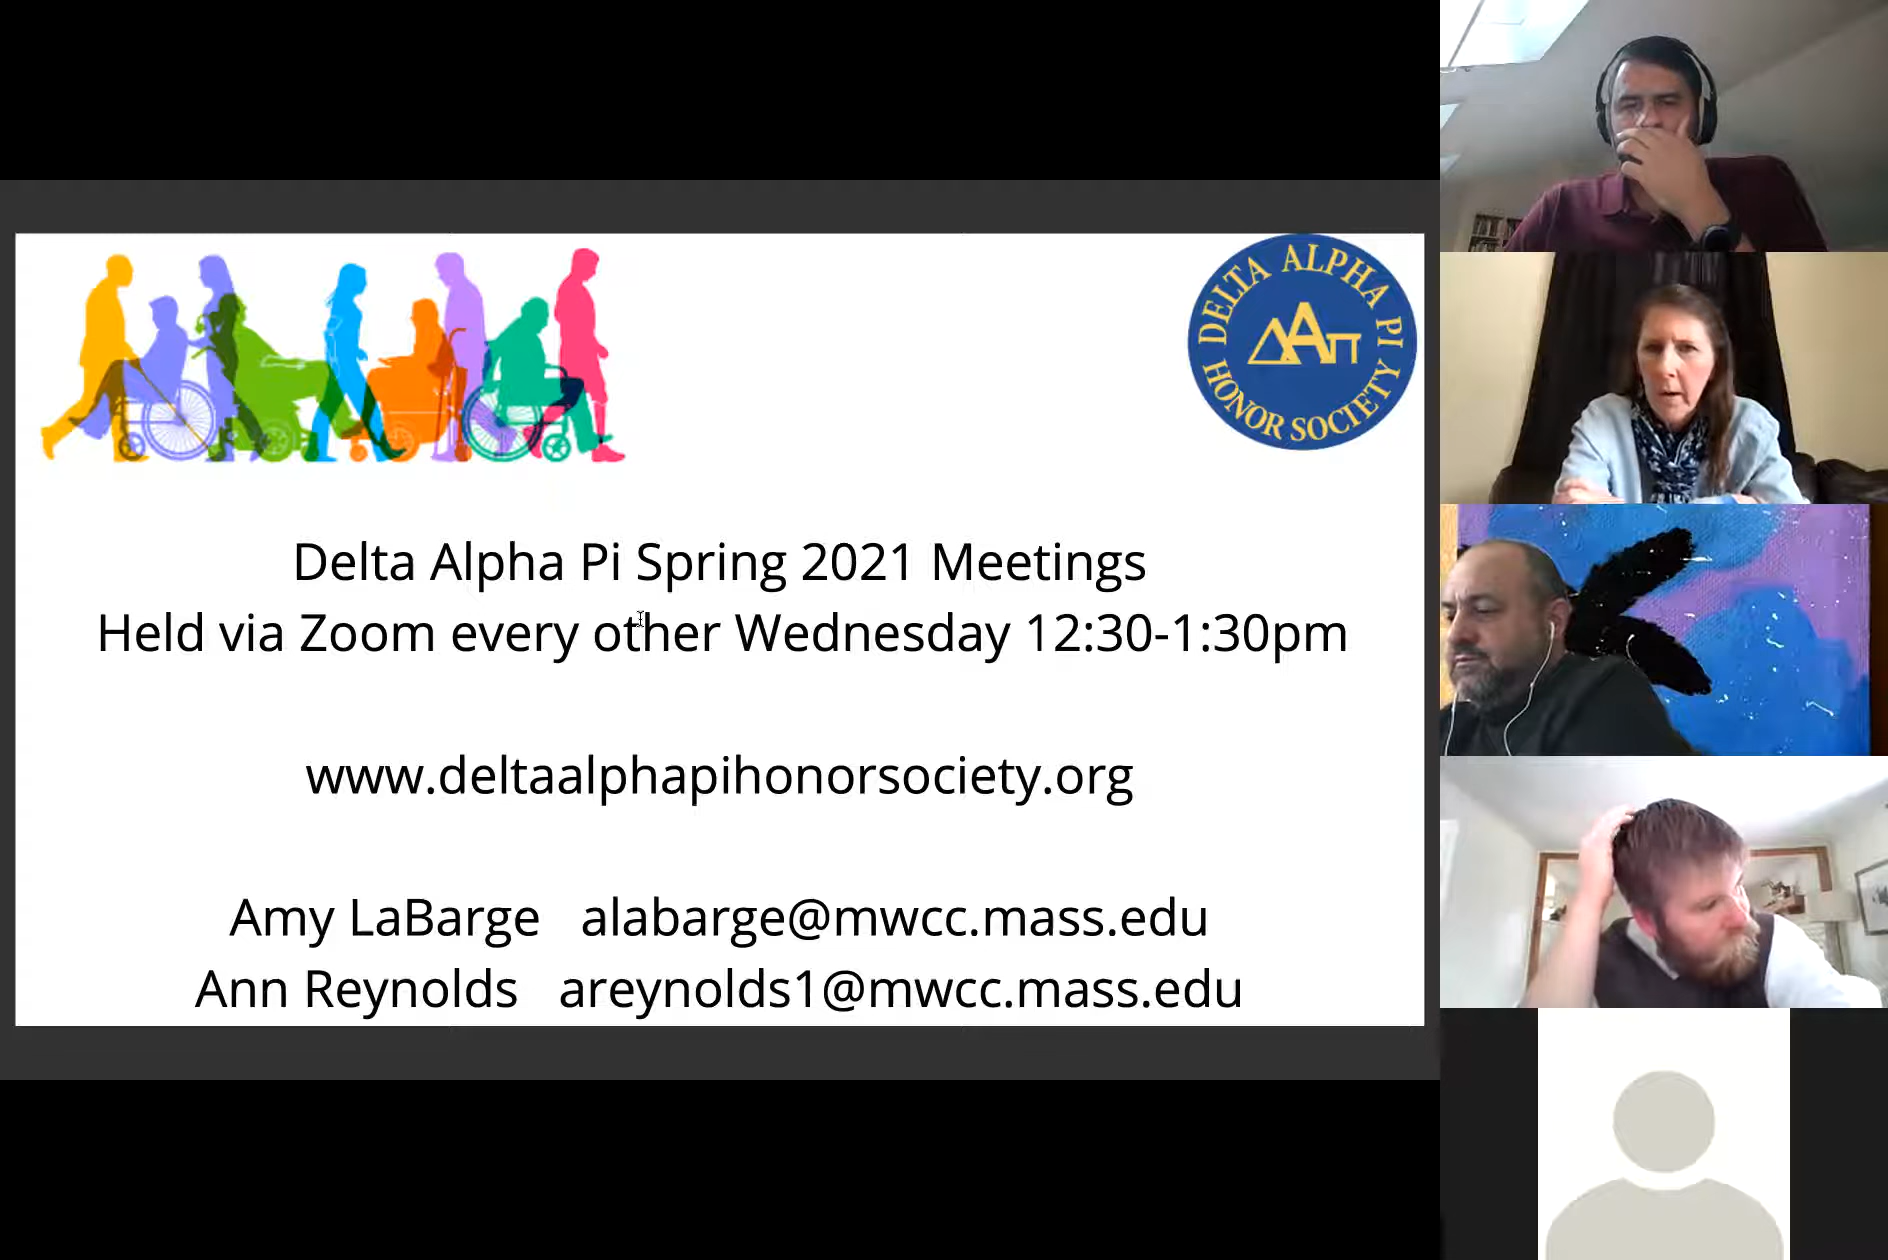 DELTA ALPHA PI
ΔΑΠ
HONOR SOCIETY
Delta Alpha Pi Spring 2021 Meetings
Held via Zoom every other Wednesday 12:30-1:30pm
www.deltaalphapihonorsociety.org
Amy LaBarge alabarge@mwcc.mass.edu
Ann Reynolds areynolds1@mwcc.mass.edu